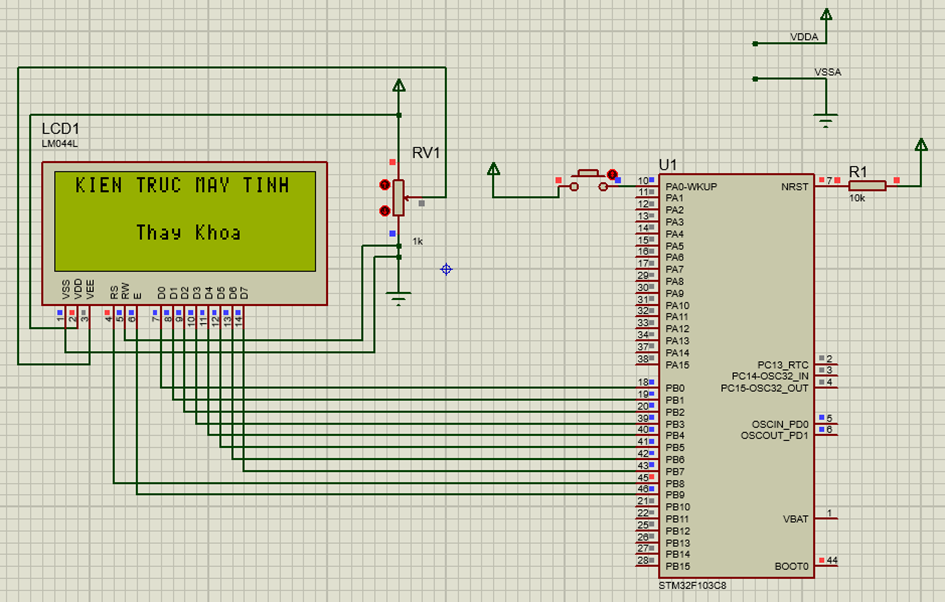 VDDA
VSSA
LCD1
LM044L
RV1
1k
KIEN TRUC MAY TINH
Thay Khoa
VSS
VDD
VEE
RS
RW
E
D0
D1
D2
D3
D4
D5
D6
D7
1
2
3
4
5
6
7
8
9
10
11
12
13
14
U1
R1
10k
10 PA0-WKUP
11 PA1
12 PA2
13 PA3
14 PA4
15 PA5
16 PA6
17 PA7
29 PA8
30 PA9
31 PA10
32 PA11
33 PA12
34 PA13
37 PA14
38 PA15
18 PB0
19 PB1
20 PB2
39 PB3
40 PB4
41 PB5
42 PB6
43 PB7
45 PB8
46 PB9
21 PB10
22 PB11
25 PB12
26 PB13
27 PB14
28 PB15
NRST 7
PC13_RTC 2
PC14-OSC32_IN 3
PC15-OSC32_OUT 4
OSCIN_PD0 5
OSCOUT_PD1 6
VBAT 1
BOOT0 44
STM32F103C8